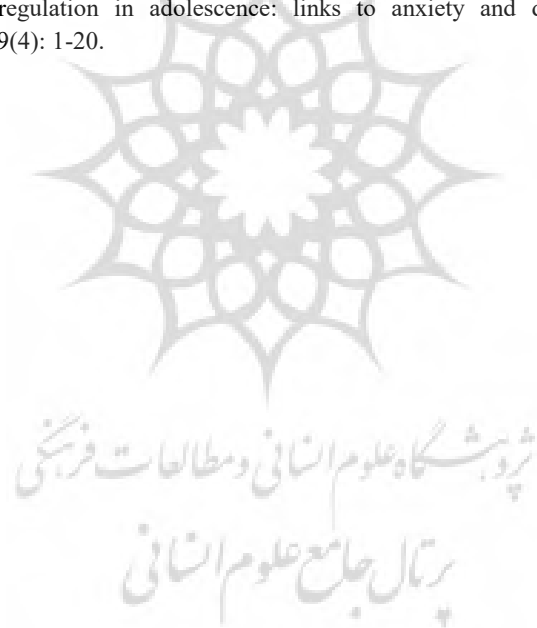 regulation in adolescence: links to anxiety and
9(4): 1-20.
پژوهشگاه علوم انسانی و مطالعات فرهنگی
پرتال جامع علوم انسانی